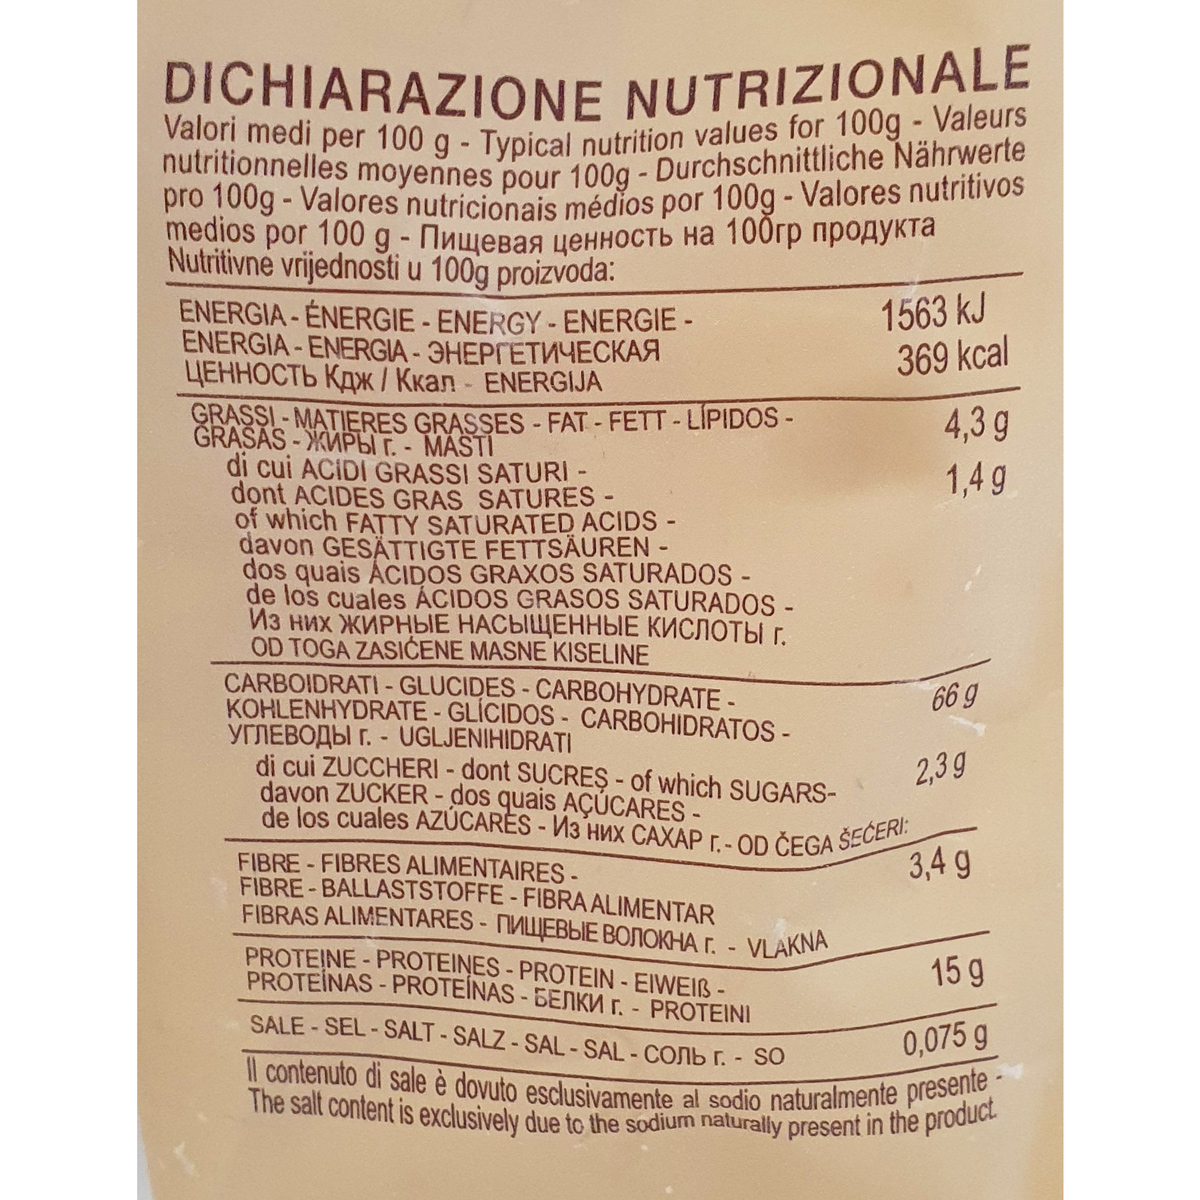 DICHIARAZIONE NUTRIZIONALE
Valori medi per 100 g - Typical nutrition values for 100g - Valeurs
nutritionnelles moyennes pour 100g - Durchschnittliche Nährwerte
pro 100g - Valores nutricionais médios por 100g - Valores nutritivos
medios por 100 g - Пищевая ценность на 100гр продукта
Nutritivne vrijednosti u 100g proizvoda:
ENERGIA - ÉNERGIE - ENERGY - ENERGIE - 1563 kJ
ENERGIA - ENERGIA - ЭНЕРГЕТИЧЕСКАЯ 369 kcal
ЦЕННОСТЬ Кдж / Ккал - ENERGIJA
GRASSI - MATIERES GRASSES - FAT - FETT - LÍPIDOS - 4,3 g
GRASAS - ЖИРЫ г. - MASTI
di cui ACIDI GRASSI SATURI - 1,4 g
dont ACIDES GRAS SATURES -
of which FATTY SATURATED ACIDS -
davon GESÄTTIGTE FETTSÄUREN -
dos quais ÁCIDOS GRAXOS SATURADOS -
de los cuales ÁCIDOS GRASOS SATURADOS -
Из них ЖИРНЫЕ НАСЫЩЕННЫЕ КИСЛОТЫ г.
OD TOGA ZASIĆENE MASNE KISELINE
CARBOIDRATI - GLUCIDES - CARBOHYDRATE - 66 g
KOHLENHYDRATE - GLÍCIDOS - CARBOHIDRATOS -
УГЛЕВОДЫ г. - UGLJENIHIDRATI
di cui ZUCCHERI - dont SUCRES - of which SUGARS- 2,3 g
davon ZUCKER - dos quais AÇÚCARES -
de los cuales AZÚCARES - Из них САХАР г.- OD ČEGA ŠEĆERI:
FIBRE - FIBRES ALIMENTAIRES - 3,4 g
FIBRE - BALLASTSTOFFE - FIBRA ALIMENTAR
FIBRAS ALIMENTARES - ПИЩЕВЫЕ ВОЛОКНА г. - VLAKNA
PROTEINE - PROTEINES - PROTEIN - EIWEIß - 15 g
PROTEÍNAS - PROTEÍNAS - БЕЛКИ г. - PROTEINI
SALE - SEL - SALT - SALZ - SAL - SAL - СОЛЬ г. - SO 0,075 g
Il contenuto di sale è dovuto esclusivamente al sodio naturalmente presente -
The salt content is exclusively due to the sodium naturally present in the product.